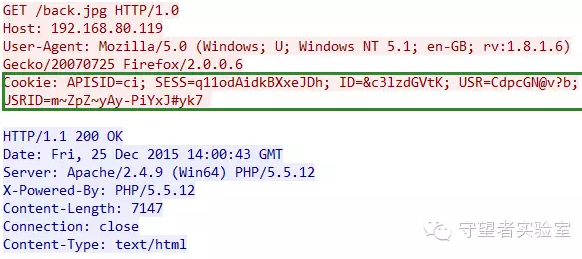 GET /back.jpg HTTP/1.0
Host: 192.168.80.119
User-Agent: Mozilla/5.0 (Windows; U; Windows NT 5.1; en-GB; rv:1.8.1.6)
Gecko/20070725 Firefox/2.0.0.6
Cookie: APISID=ci; SESS=q11odAidkBXxeJDh; ID=&c3lzdGVtK; USR=CdpcGN@v?b;
USRID=m~ZpZ~yAy-PiYxJ#yk7
HTTP/1.1 200 OK
Date: Fri, 25 Dec 2015 14:00:43 GMT
Server: Apache/2.4.9 (Win64) PHP/5.5.12
X-Powered-By: PHP/5.5.12
Content-Length: 7147
Connection: close
Content-Type: text/html
守望者实验室